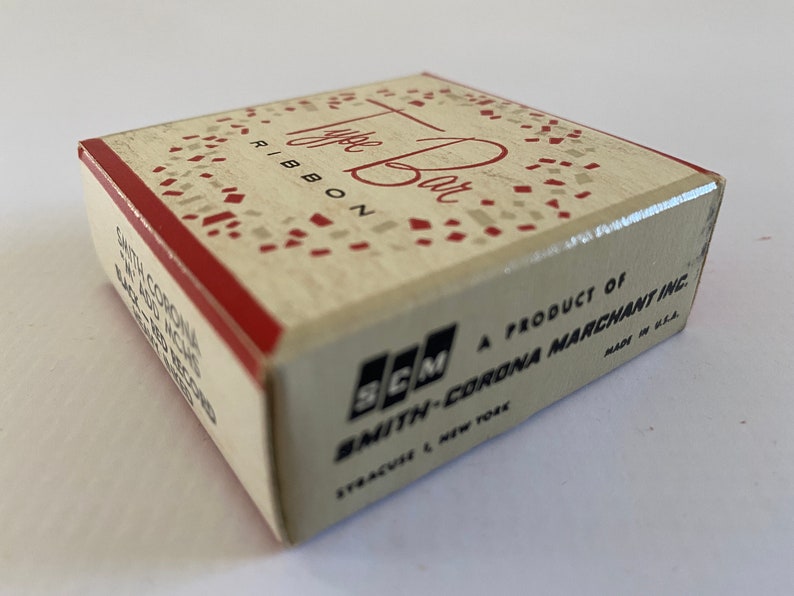 Type Bar
RIBBON
SCM
A PRODUCT OF
SMITH-CORONA MARCHANT INC.
SYRACUSE 1, NEW YORK
MADE IN U.S.A.
SMITH CORONA
BLACK - RED RECORD